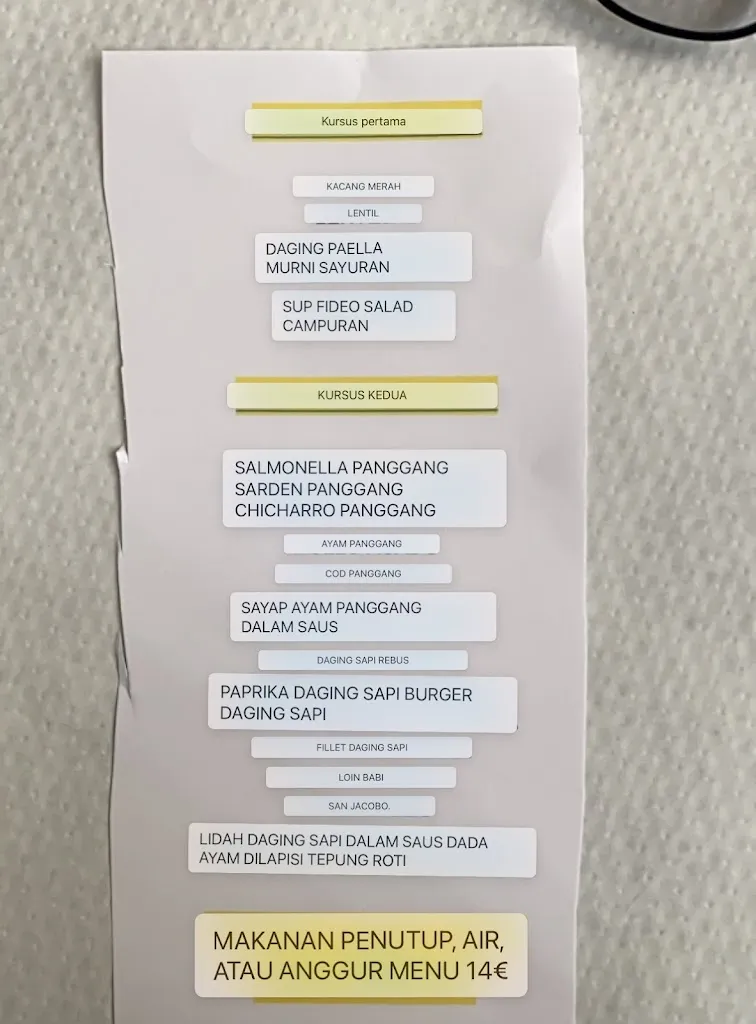 Kursus pertama
KACANG MERAH
LENTIL
DAGING PAELLA
MURNI SAYURAN
SUP FIDEO SALAD
CAMPURAN
KURSUS KEDUA
SALMONELLA PANGGANG
SARDEN PANGGANG
CHICHARRO PANGGANG
AYAM PANGGANG
COD PANGGANG
SAYAP AYAM PANGGANG
DALAM SAUS
DAGING SAPI REBUS
PAPRIKA DAGING SAPI BURGER
DAGING SAPI
FILLET DAGING SAPI
LOIN BABI
SAN JACOBO.
LIDAH DAGING SAPI DALAM SAUS DADA
AYAM DILAPISI TEPUNG ROTI
MAKANAN PENUTUP, AIR,
ATAU ANGGUR MENU 14€